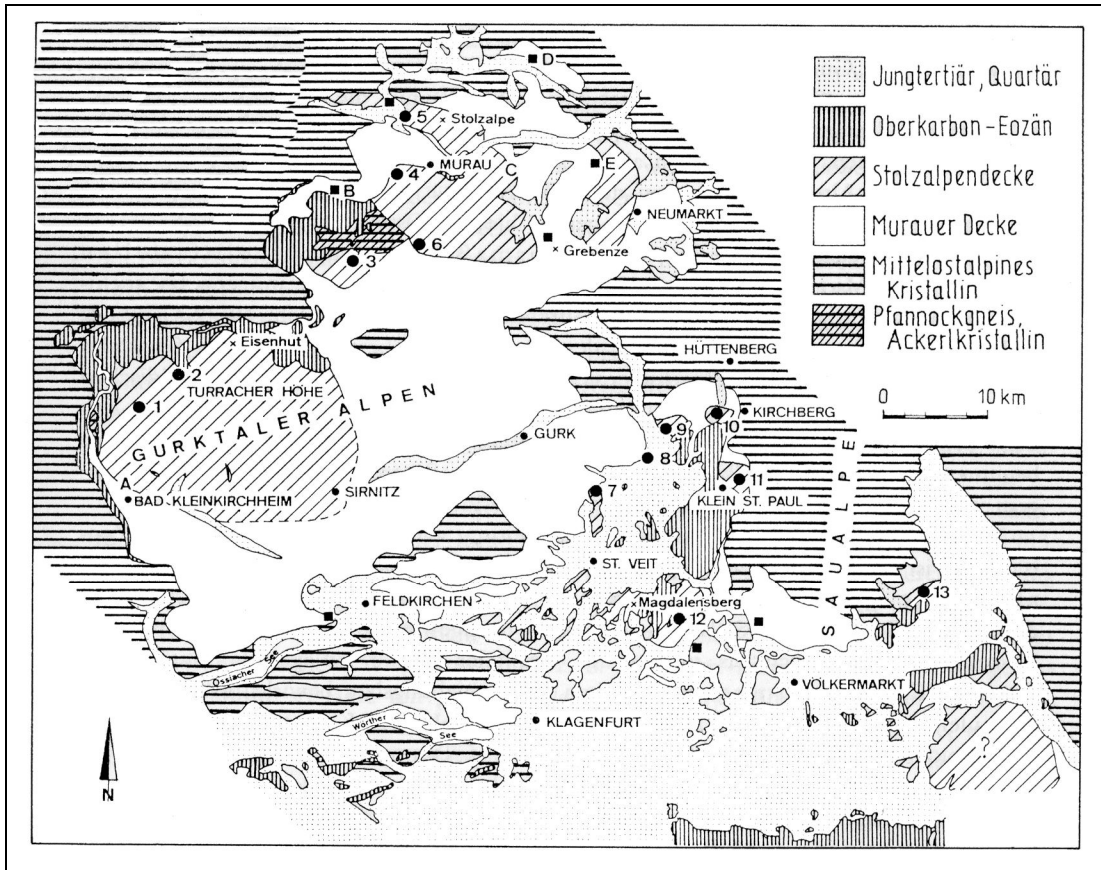 Jungtertiär, Quartär
Oberkarbon-Eozän
Stolzalpendecke
Murauer Decke
Mittelostalpines
Kristallin
Pfannockgneis,
Ackerlkristallin
0 10 km
D
5
× Stolzalpe
MURAU
4
C
E
B
NEUMARKT
6
3
× Grebenze
× Eisenhut
HÜTTENBERG
2
TURRACHER HÖHE
1
GURKTALER ALPEN
GURK
10
KIRCHBERG
9
8
11
A
BAD KLEINKIRCHHEIM
SIRNITZ
7
KLEIN ST. PAUL
SAUALPE
ST. VEIT
13
FELDKIRCHEN
× Magdalensberg
12
Ossiacher See
VÖLKERMARKT
Wörther See
KLAGENFURT
?
N